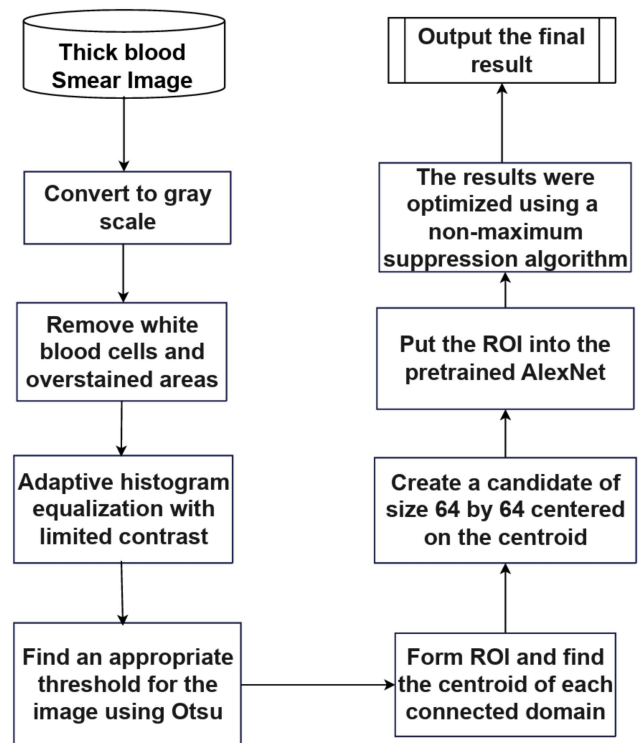 Thick blood
Smear Image
Convert to gray
scale
Remove white
blood cells and
overstained areas
Adaptive histogram
equalization with
limited contrast
Find an appropriate
threshold for the
image using Otsu
Form ROI and find
the centroid of each
connected domain
Create a candidate of
size 64 by 64 centered
on the centroid
Put the ROI into the
pretrained AlexNet
The results were
optimized using a
non-maximum
suppression algorithm
Output the final
result